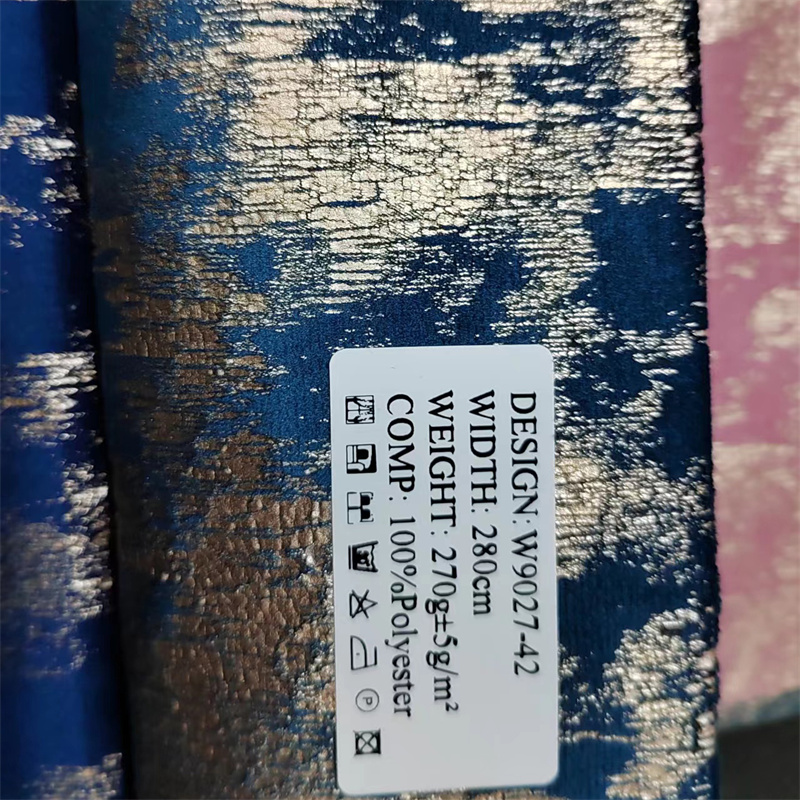 DESIGN: W9027-42
WIDTH: 280cm
WEIGHT: 270g±5g/m²
COMP: 100%Polyester
P